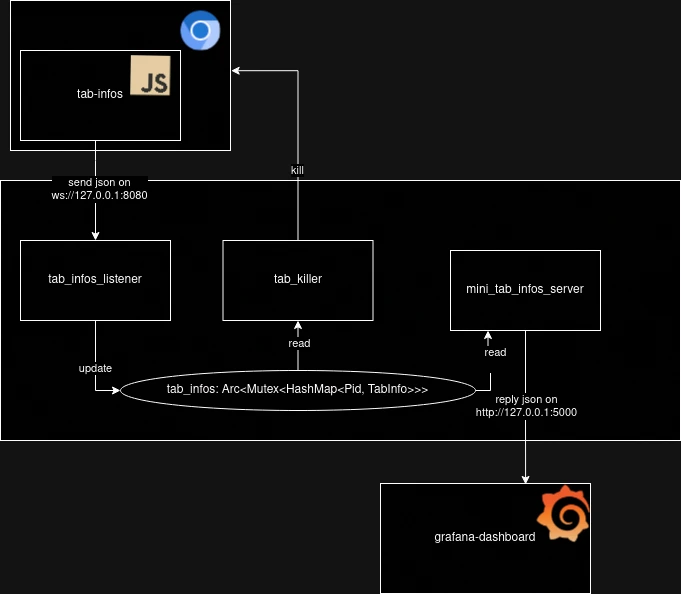 JS
tab-infos
kill
send json on
ws://127.0.0.1:8080
tab_infos_listener
tab_killer
mini_tab_infos_server
read
read
update
tab_infos: Arc<Mutex<HashMap<Pid, TabInfo>>>
reply json on
http://127.0.0.1:5000
grafana-dashboard